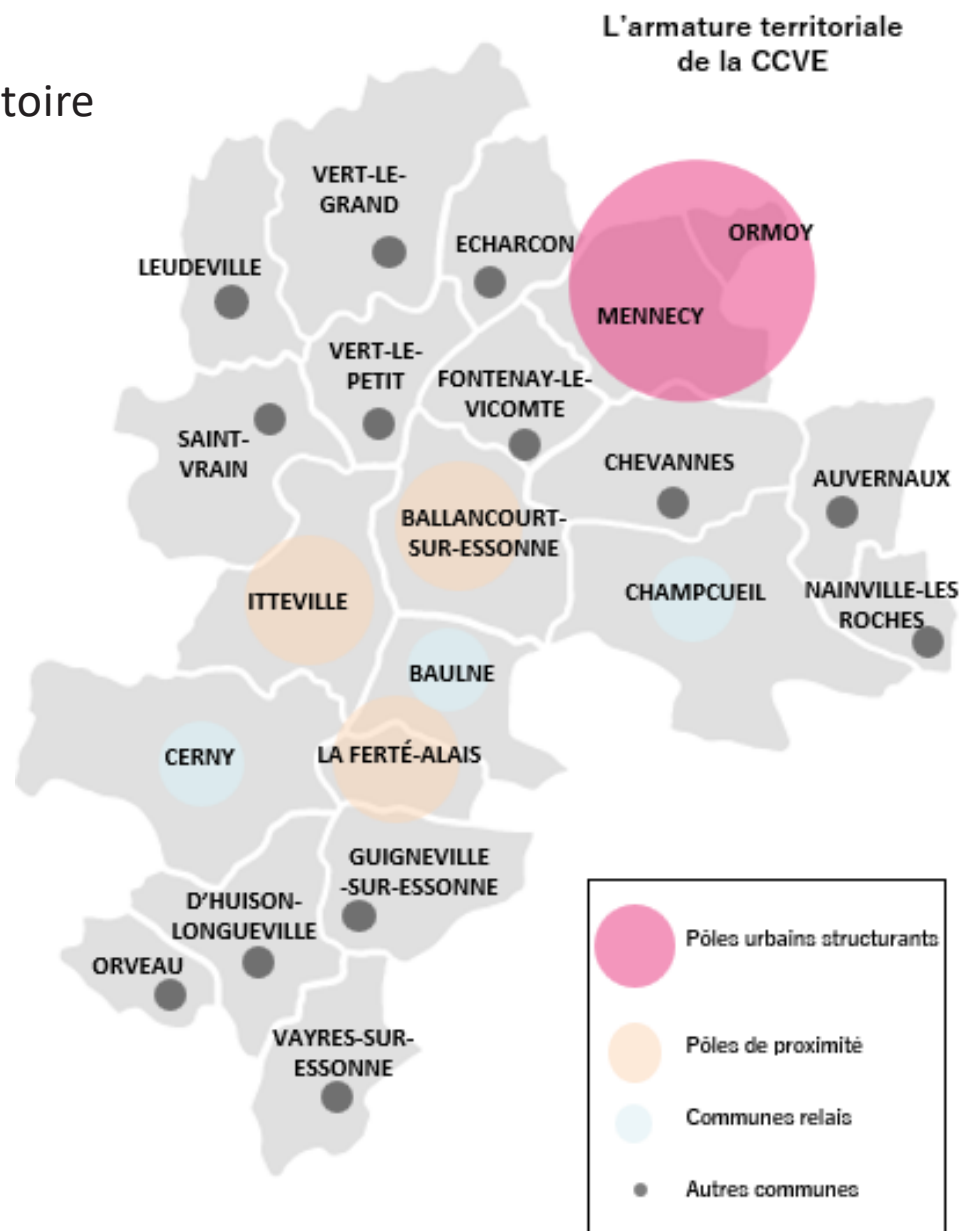 L'armature territoriale
de la CCVE
toire
VERT-LE-
GRAND
ORMOY
ECHARCON
LEUDEVILLE
MENNECY
VERT-LE-
PETIT
FONTENAY-LE-
VICOMTE
SAINT-
VRAIN
CHEVANNES
AUVERNAUX
BALLANCOURT-
SUR-ESSONNE
ITTEVILLE
CHAMPCUEIL
NAINVILLE-LES
ROCHES
BAULNE
CERNY
LA FERTÉ-ALAIS
GUIGNEVILLE
-SUR-ESSONNE
D'HUISON-
LONGUEVILLE
ORVEAU
VAYRES-SUR-
ESSONNE
Pôles urbains structurants
Pôles de proximité
Communes relais
Autres communes